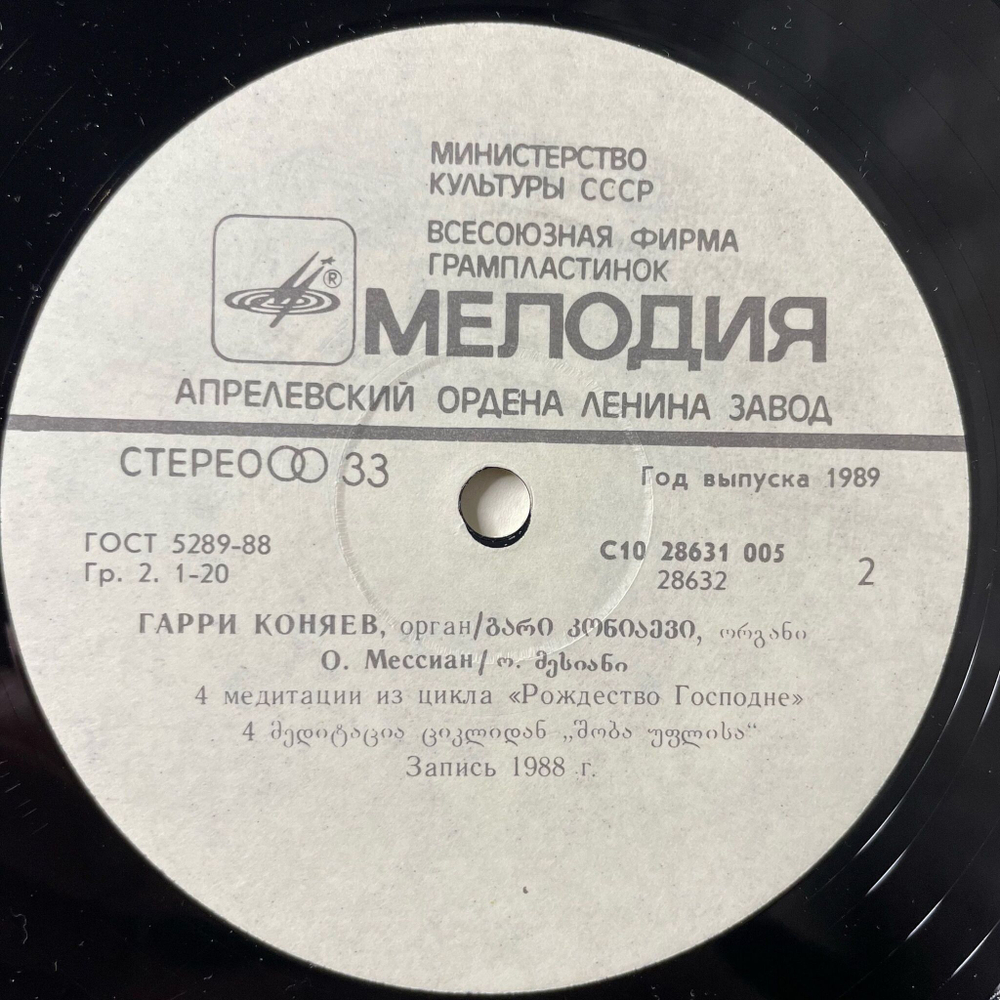 МИНИСТЕРСТВО
КУЛЬТУРЫ СССР
ВСЕСОЮЗНАЯ ФИРМА
ГРАМПЛАСТИНОК
®
МЕЛОДИЯ
АПРЕЛЕВСКИЙ ОРДЕНА ЛЕНИНА ЗАВОД
СТЕРЕО 33
Год выпуска 1989
ГОСТ 5289-88
Гр. 2. 1-20
С10 28631 005
28632
2
ГАРРИ КОНЯЕВ, орган/გარი კონიაევი, ორგანი
О. Мессиан/ო. მესიანი
4 медитации из цикла «Рождество Господне»
4 მედიტაცია ციკლიდან „შობა უფლისა“
Запись 1988 г.